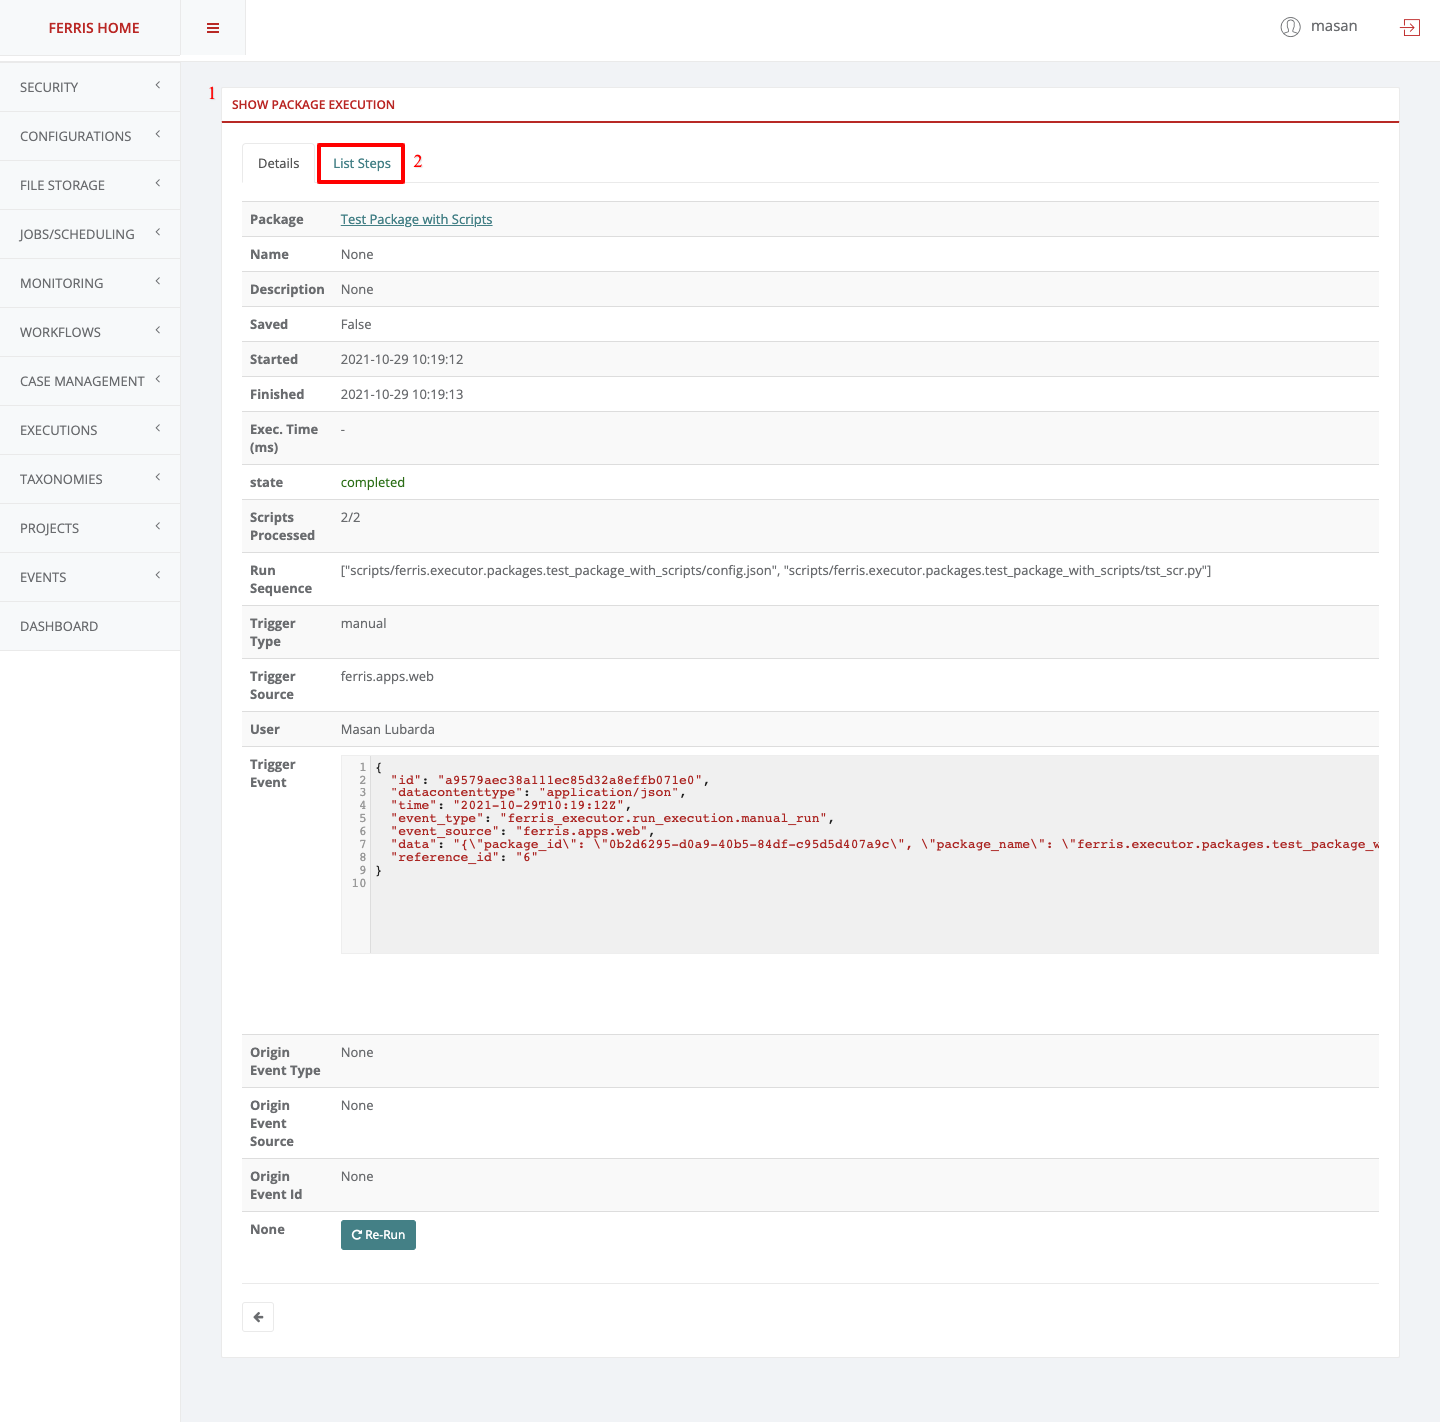 FERRIS HOME
masan
SECURITY
CONFIGURATIONS
FILE STORAGE
JOBS/SCHEDULING
MONITORING
WORKFLOWS
CASE MANAGEMENT
EXECUTIONS
TAXONOMIES
PROJECTS
EVENTS
DASHBOARD
1
SHOW PACKAGE EXECUTION
Details
List Steps
2
Package Test Package with Scripts
Name None
Description None
Saved False
Started 2021-10-29 10:19:12
Finished 2021-10-29 10:19:13
Exec. Time -
(ms)
state completed
Scripts 2/2
Processed
Run ["scripts/ferris.executor.packages.test_package_with_scripts/config.json", "scripts/ferris.executor.packages.test_package_with_scripts/tst_scr.py"]
Sequence
Trigger manual
Type
Trigger ferris.apps.web
Source
User Masan Lubarda
Trigger
Event
1 {
2 "id": "a9579aec38a111ec85d32a8effb071e0",
3 "datacontenttype": "application/json",
4 "time": "2021-10-29T10:19:12Z",
5 "event_type": "ferris_executor.run_execution.manual_run",
6 "event_source": "ferris.apps.web",
7 "data": "{\"package_id\": \"0b2d6295-d0a9-40b5-84df-c95d5d407a9c\", \"package_name\": \"ferris.executor.packages.test_package_w
8 "reference_id": "6"
9 }
10
Origin None
Event Type
Origin None
Event
Source
Origin None
Event Id
None Re-Run